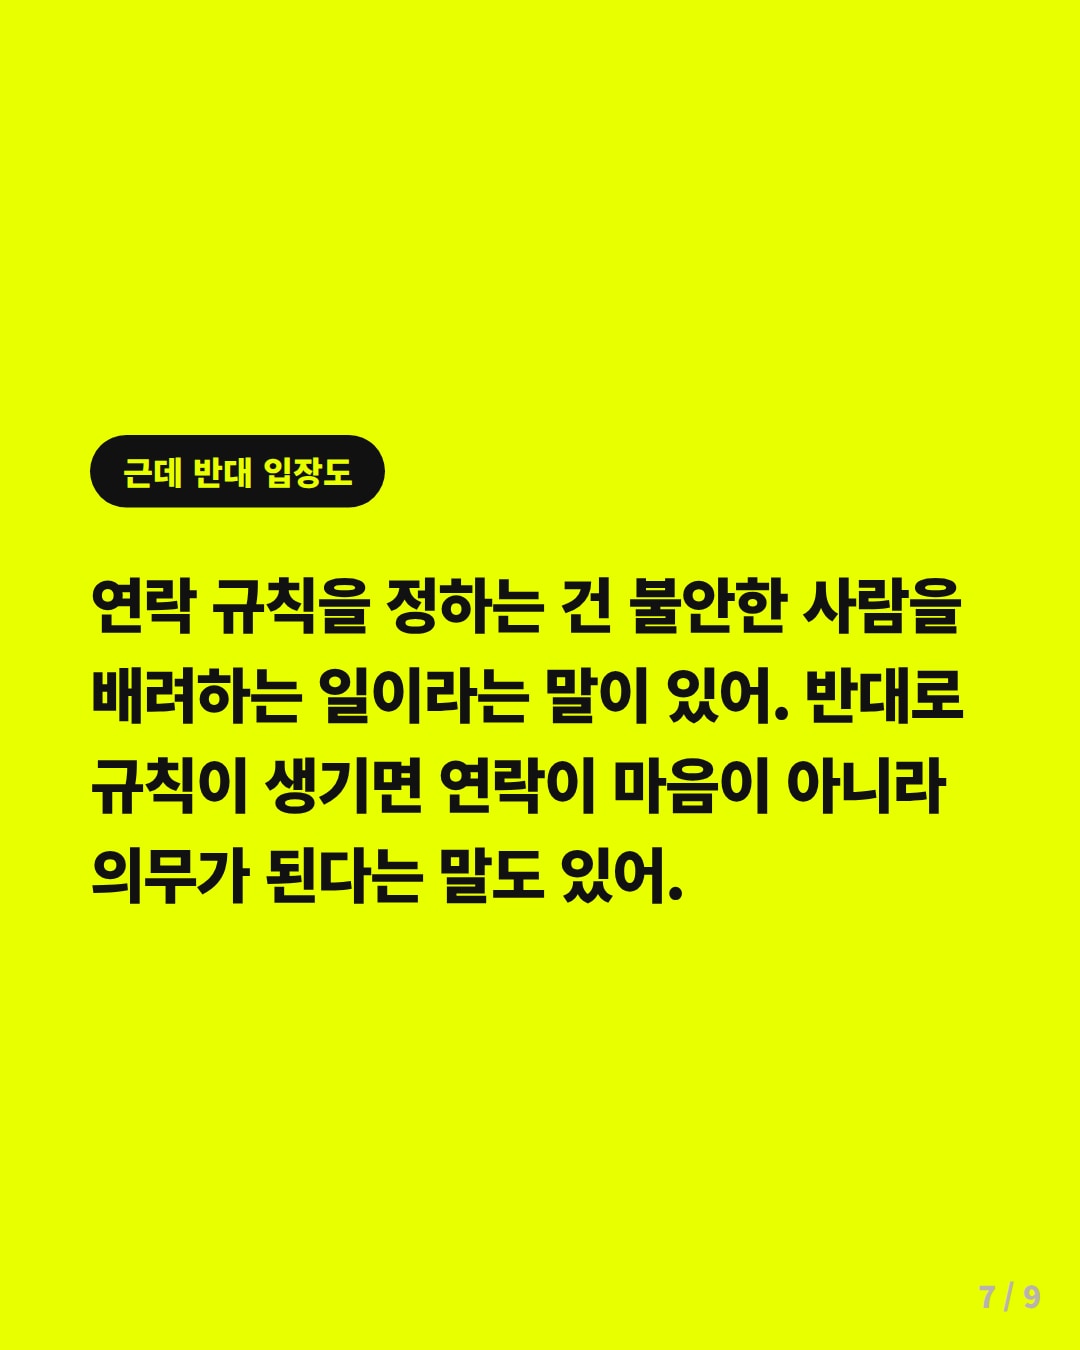 근데 반대 입장도
연락 규칙을 정하는 건 불안한 사람을
배려하는 일이라는 말이 있어. 반대로
규칙이 생기면 연락이 마음이 아니라
의무가 된다는 말도 있어.
7 / 9